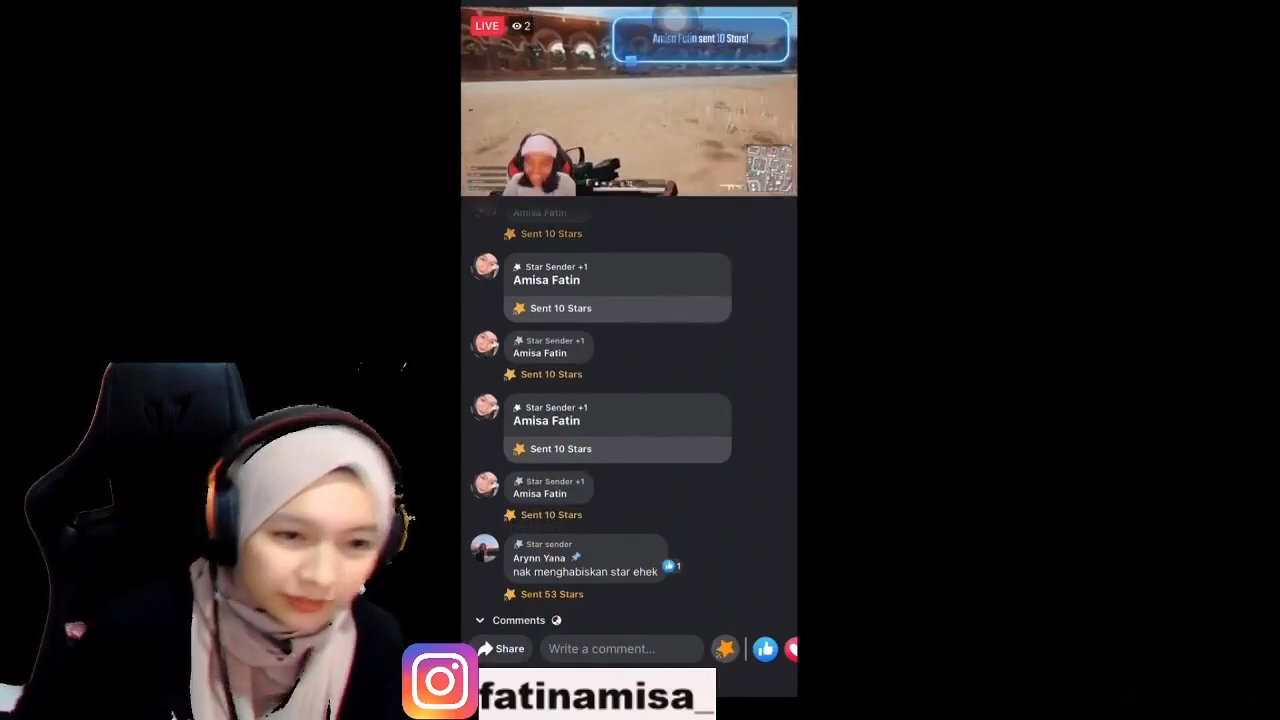 LIVE 2
Amisa Fatin sent 10 Stars!
Amisa Fatin
Sent 10 Stars
Star Sender +1
Amisa Fatin
Sent 10 Stars
Star Sender +1
Amisa Fatin
Sent 10 Stars
Star Sender +1
Amisa Fatin
Sent 10 Stars
Star Sender +1
Amisa Fatin
Sent 10 Stars
Star sender
Arynn Yana
nak menghabiskan star ehek
1
Sent 53 Stars
Comments
Share
Write a comment...
fatinamisa_